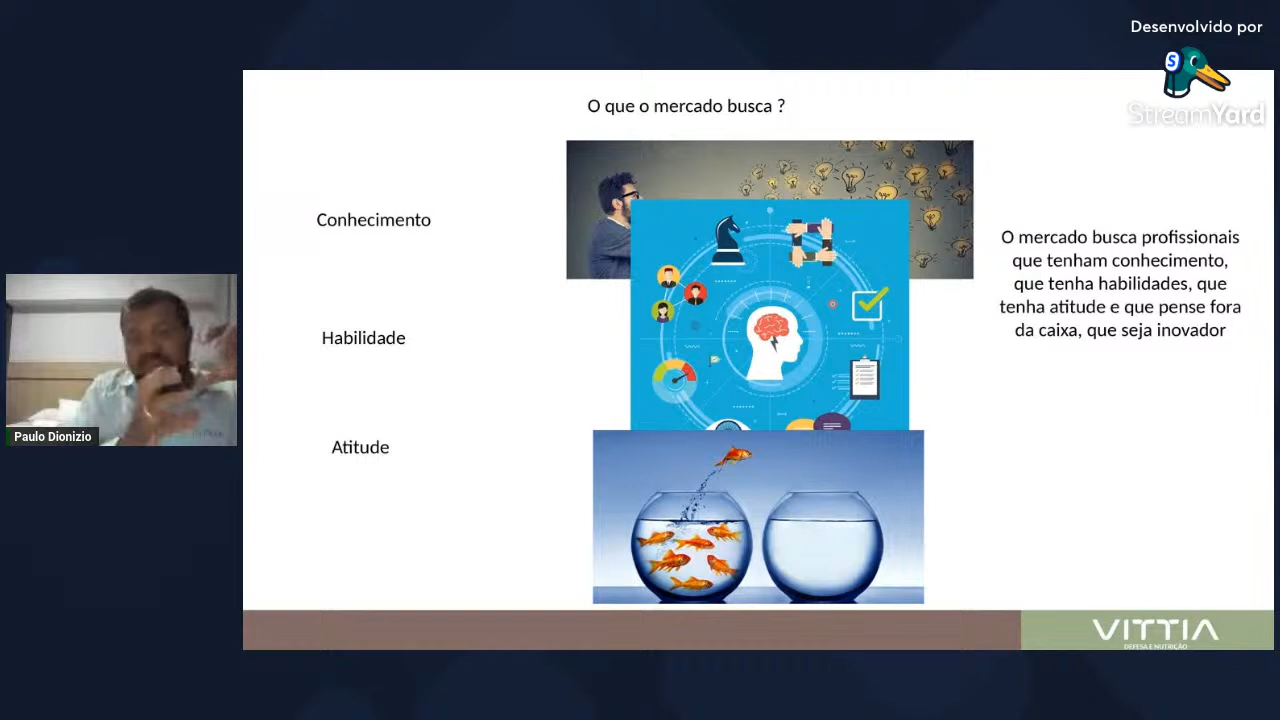 Desenvolvido por
StreamYard
O que o mercado busca ?
Conhecimento
O mercado busca profissionais
que tenham conhecimento,
que tenha habilidades, que
tenha atitude e que pense fora
da caixa, que seja inovador
Habilidade
Atitude
Paulo Dionizio
VITTIA
DEFESA E NUTRIÇÃO